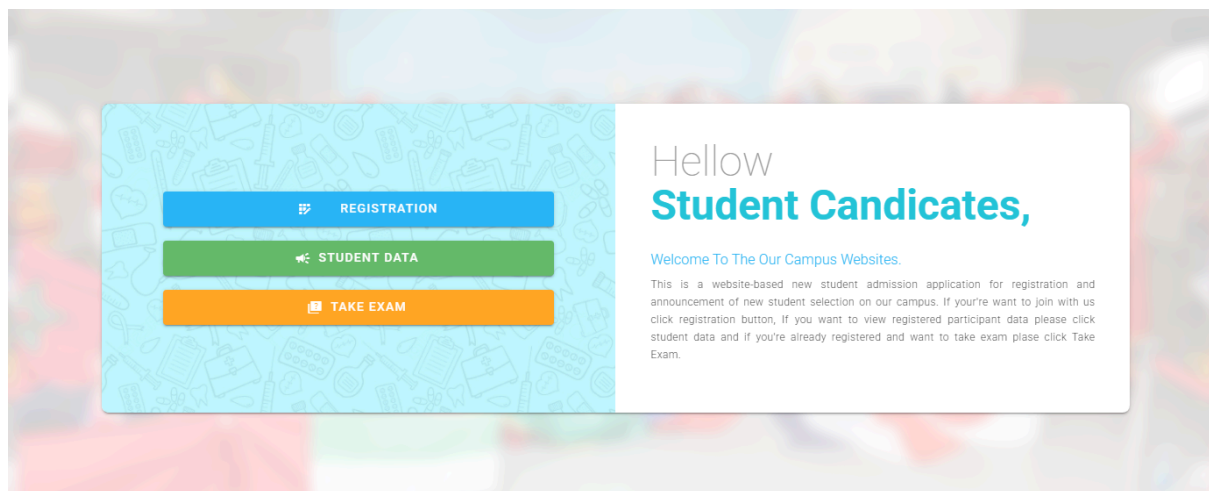 REGISTRATION
STUDENT DATA
TAKE EXAM
Hellow
Student Candicates,
Welcome To The Our Campus Websites.
This is a website-based new student admission application for registration and
announcement of new student selection on our campus. If your're want to join with us
click registration button, If you want to view registered participant data please click
student data and if you're already registered and want to take exam plase click Take
Exam.